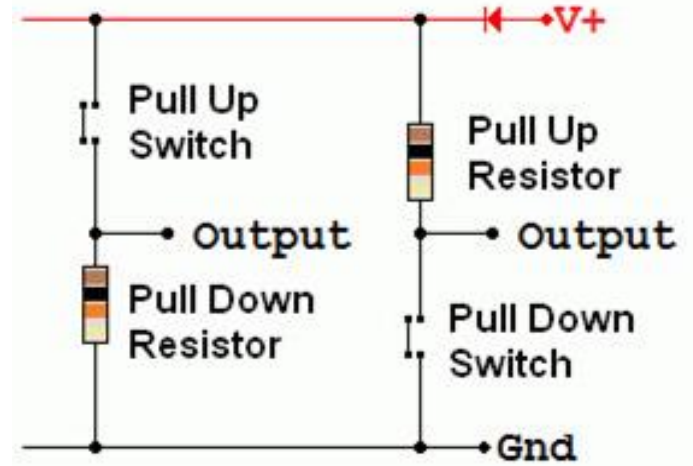 V+
Pull Up
Switch
Pull Up
Resistor
Output
Output
Pull Down
Resistor
Pull Down
Switch
Gnd